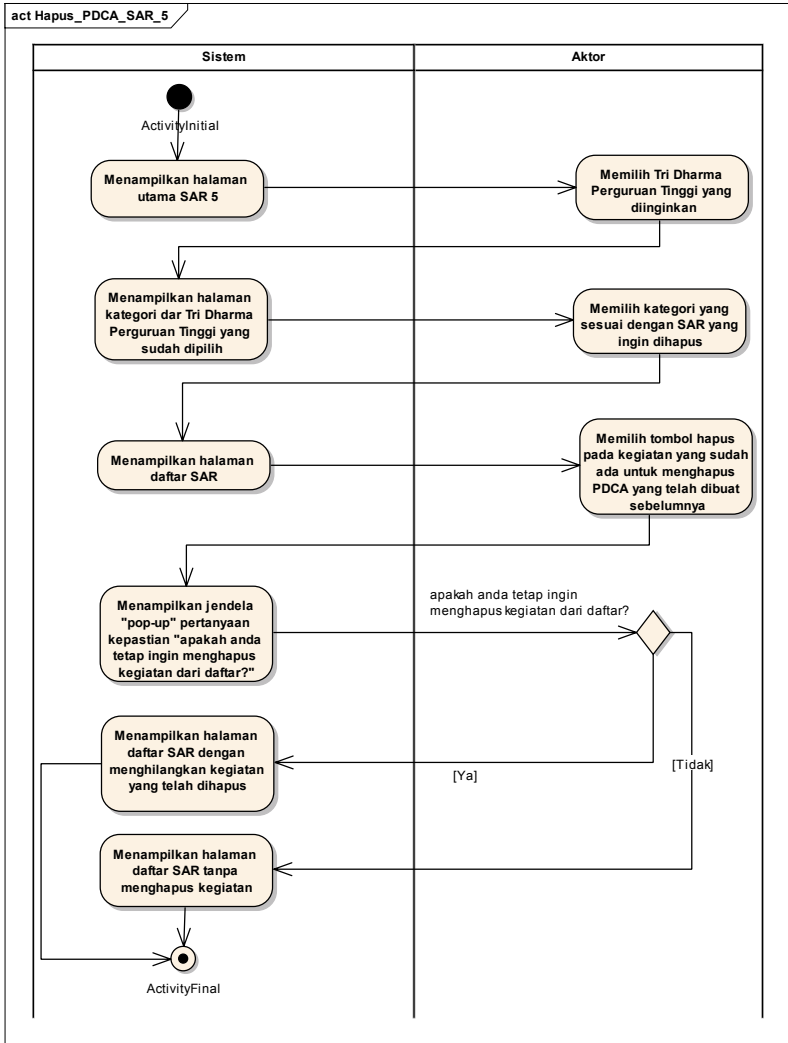 act Hapus_PDCA_SAR_5
Sistem
Aktor
ActivityInitial
Menampilkan halaman
utama SAR 5
Memilih Tri Dharma
Perguruan Tinggi yang
diinginkan
Menampilkan halaman
kategori dar Tri Dharma
Perguruan Tinggi yang
sudah dipilih
Memilih kategori yang
sesuai dengan SAR yang
ingin dihapus
Menampilkan halaman
daftar SAR
Memilih tombol hapus
pada kegiatan yang sudah
ada untuk menghapus
PDCA yang telah dibuat
sebelumnya
Menampilkan jendela
"pop-up" pertanyaan
kepastian "apakah anda
tetap ingin menghapus
kegiatan dari daftar?"
apakah anda tetap ingin
menghapus kegiatan dari daftar?
Menampilkan halaman
daftar SAR dengan
menghilangkan kegiatan
yang telah dihapus
[Ya]
[Tidak]
Menampilkan halaman
daftar SAR tanpa
menghapus kegiatan
ActivityFinal